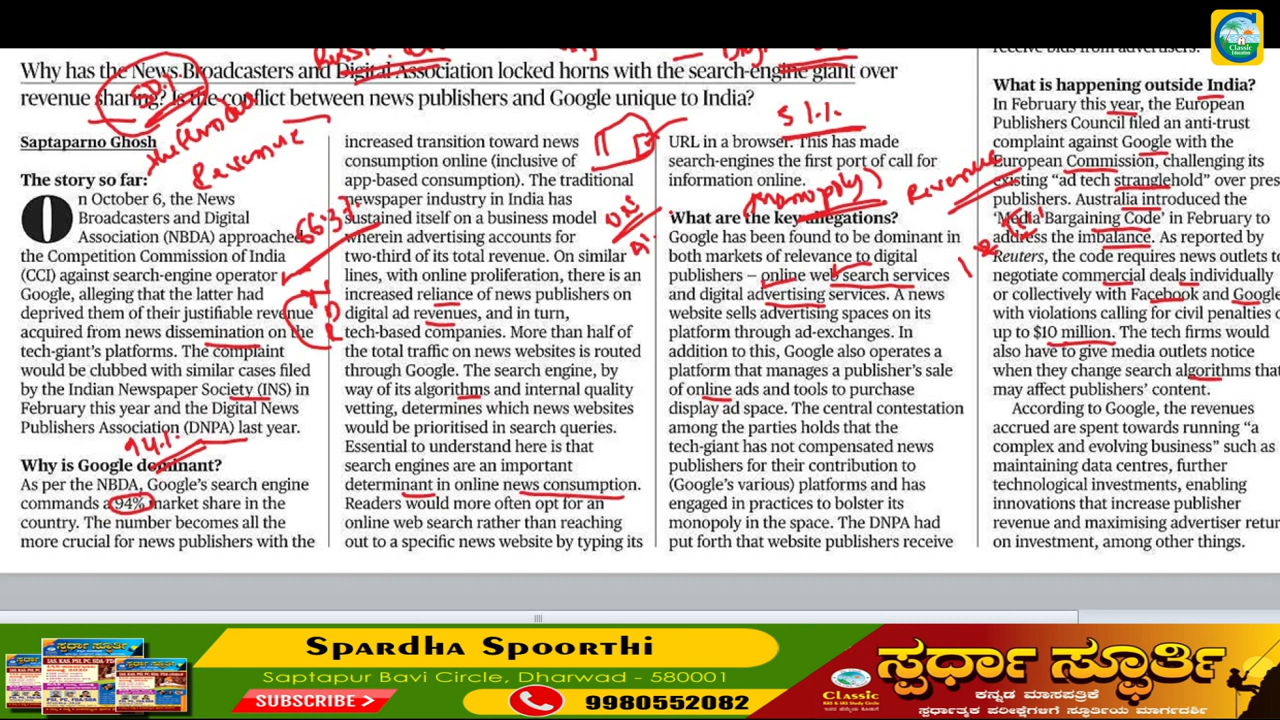 Why has the News Broadcasters and Digital Association locked horns with the search-engine giant over
revenue sharing? Is the conflict between news publishers and Google unique to India?
Saptaparno Ghosh
The story so far:
On October 6, the News
Broadcasters and Digital
Association (NBDA) approached
the Competition Commission of India
(CCI) against search-engine operator
Google, alleging that the latter had
deprived them of their justifiable revenue
acquired from news dissemination on the
tech-giant's platforms. The complaint
would be clubbed with similar cases filed
by the Indian Newspaper Society (INS) in
February this year and the Digital News
Publishers Association (DNPA) last year.
94%
Why is Google dominant?
As per the NBDA, Google's search engine
commands a 94% market share in the
country. The number becomes all the
more crucial for news publishers with the
50%
Revenue
66.3%
increased transition toward news
consumption online (inclusive of
app-based consumption). The traditional
newspaper industry in India has
sustained itself on a business model
wherein advertising accounts for
two-third of its total revenue. On similar
lines, with online proliferation, there is an
increased reliance of news publishers on
digital ad revenues, and in turn,
tech-based companies. More than half of
the total traffic on news websites is routed
through Google. The search engine, by
way of its algorithms and internal quality
vetting, determines which news websites
would be prioritised in search queries.
Essential to understand here is that
search engines are an important
determinant in online news consumption.
Readers would more often opt for an
online web search rather than reaching
out to a specific news website by typing its
51%
URL in a browser. This has made
search-engines the first port of call for
information online.
Monopoly
Revenue
What are the key allegations?
Google has been found to be dominant in
both markets of relevance to digital
publishers – online web search services
and digital advertising services. A news
website sells advertising spaces on its
platform through ad-exchanges. In
addition to this, Google also operates a
platform that manages a publisher's sale
of online ads and tools to purchase
display ad space. The central contestation
among the parties holds that the
tech-giant has not compensated news
publishers for their contribution to
(Google's various) platforms and has
engaged in practices to bolster its
monopoly in the space. The DNPA had
put forth that website publishers receive
What is happening outside India?
In February this year, the European
Publishers Council filed an anti-trust
complaint against Google with the
European Commission, challenging its
existing "ad tech stranglehold" over press
publishers. Australia introduced the
'Media Bargaining Code' in February to
address the imbalance. As reported by
Reuters, the code requires news outlets to
negotiate commercial deals individually
or collectively with Facebook and Google
with violations calling for civil penalties
up to $10 million. The tech firms would
also have to give media outlets notice
when they change search algorithms that
may affect publishers' content.
According to Google, the revenues
accrued are spent towards running "a
complex and evolving business" such as
maintaining data centres, further
technological investments, enabling
innovations that increase publisher
revenue and maximising advertiser return
on investment, among other things.
Classic
Education
Spardha Spoorthi
Saptapur Bavi Circle, Dharwad - 580001
SUBSCRIBE
9980552082
Classic
KAS & IAS Study Circle
ಸ್ಪರ್ಧಾ ಸ್ಫೂರ್ತಿ
ಕನ್ನಡ ಮಾಸಪತ್ರಿಕೆ
ಸ್ಪರ್ಧಾತ್ಮಕ ಪರೀಕ್ಷೆಗಳಿಗೆ ಸ್ಫೂರ್ತಿಯ ಮಾರ್ಗದರ್ಶಿ